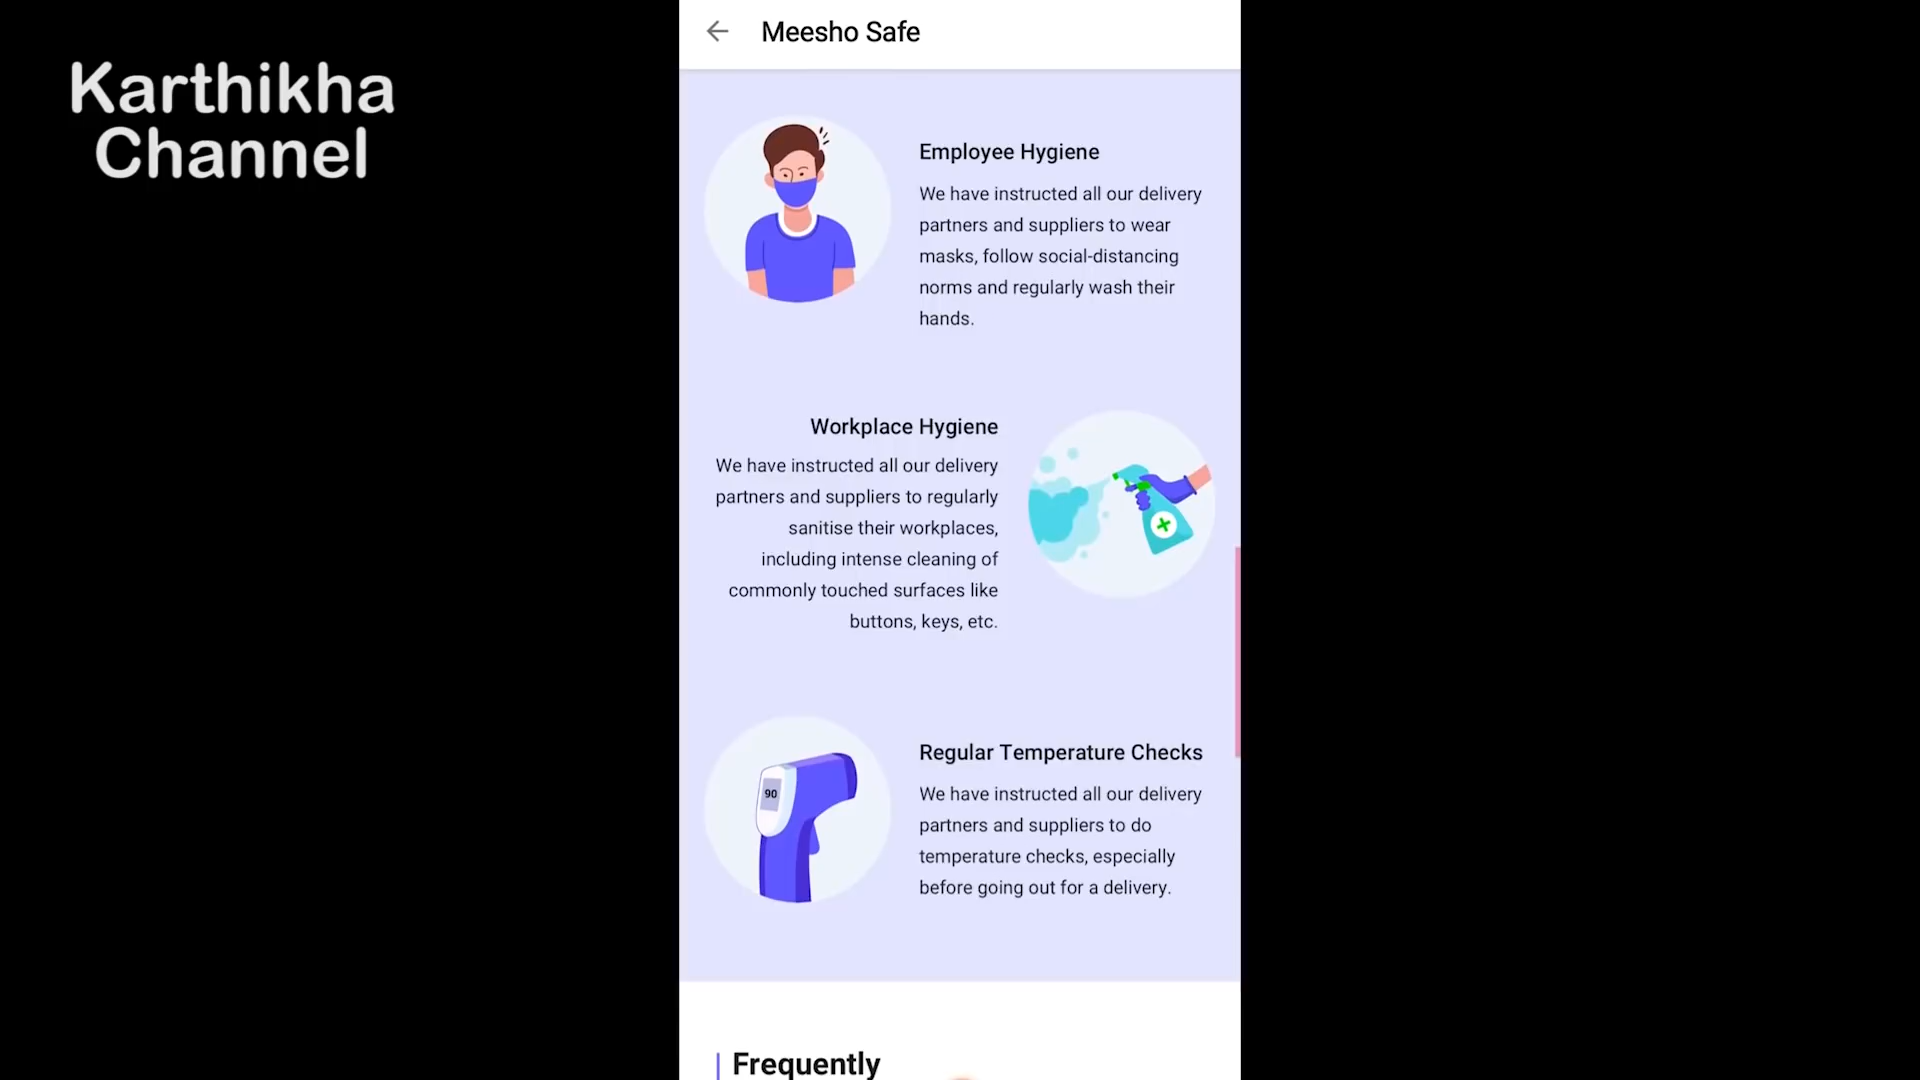 Karthikha
Channel
Meesho Safe
Employee Hygiene
We have instructed all our delivery
partners and suppliers to wear
masks, follow social-distancing
norms and regularly wash their
hands.
Workplace Hygiene
We have instructed all our delivery
partners and suppliers to regularly
sanitise their workplaces,
including intense cleaning of
commonly touched surfaces like
buttons, keys, etc.
90
Regular Temperature Checks
We have instructed all our delivery
partners and suppliers to do
temperature checks, especially
before going out for a delivery.
Frequently